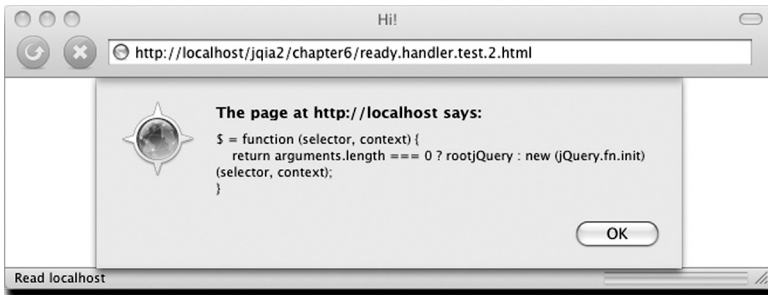 Hi!
http://localhost/jqia2/chapter6/ready.handler.test.2.html
The page at http://localhost says:
$ = function (selector, context) {
return arguments.length === 0 ? rootjQuery : new (jQuery.fn.init)
(selector, context);
}
OK
Read localhost